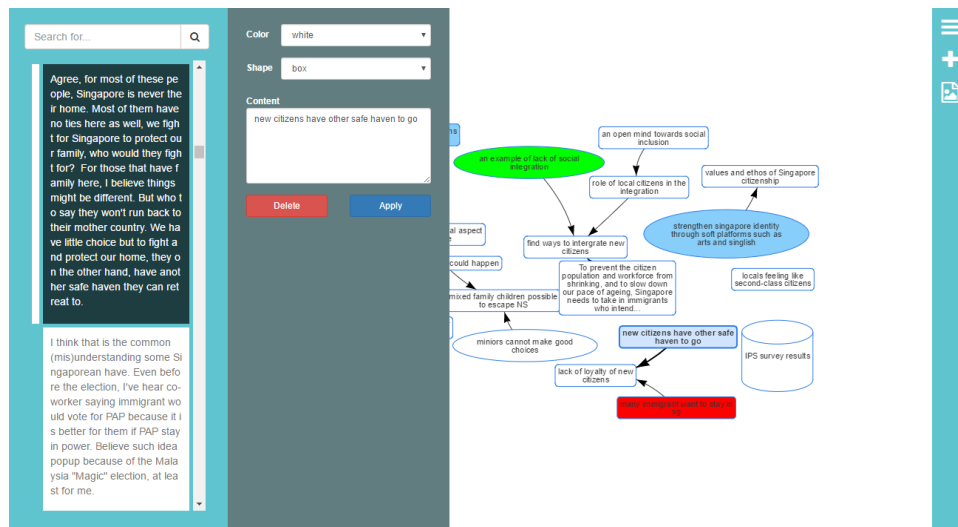 Search for...
Agree, for most of these pe
ople, Singapore is never the
ir home. Most of them have
no ties here as well, we figh
t for Singapore to protect ou
r family, who would they figh
t for?  For those that have f
amily here, I believe things
might be different. But who t
o say they won't run back to
their mother country. We ha
ve little choice but to fight a
nd protect our home, they o
n the other hand, have anot
her safe haven they can ret
reat to.
I think that is the common
(mis)understanding some Si
ngaporean have. Even befo
re the election, I've hear co-
worker saying immigrant wo
uld vote for PAP because it i
s better for them if PAP stay
in power. Believe such idea
popup because of the Mala
ysia "Magic" election, at lea
st for me.
Color
white
Shape
box
Content
new citizens have other safe haven to go
Delete
Apply
ns
an example of lack of social
integration
an open mind towards social
inclusion
role of local citizens in the
integration
values and ethos of Singapore
citizenship
strengthen singapore identity
through soft platforms such as
arts and singlish
al aspect
e
find ways to intergrate new
citizens
could happen
To prevent the citizen
population and workforce from
shrinking, and to slow down
our pace of ageing, Singapore
needs to take in immigrants
who intend...
locals feeling like
second-class citizens
mixed family children possible
to escape NS
miniors cannot make good
choices
new citizens have other safe
haven to go
IPS survey results
lack of loyalty of new
citizens
many immigrant want to stay in
sg